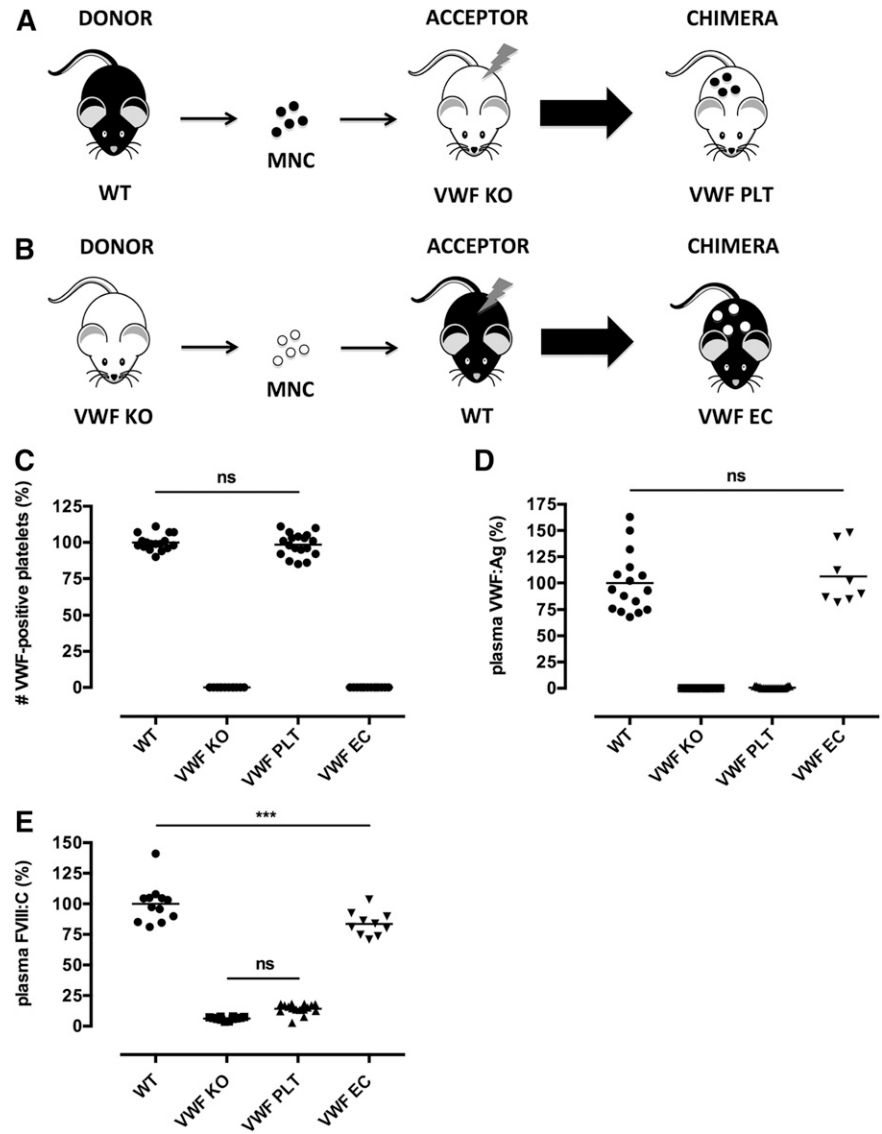 A
DONOR ACCEPTOR CHIMERA
MNC
WT VWF KO VWF PLT
B
DONOR ACCEPTOR CHIMERA
MNC
VWF KO WT VWF EC
C
# VWF-positive platelets (%)
125
100
75
50
25
0
ns
WT VWF KO VWF PLT VWF EC
D
plasma VWF:Ag (%)
175
150
125
100
75
50
25
0
ns
WT VWF KO VWF PLT VWF EC
E
plasma FVIII:C (%)
150
125
100
75
50
25
0
***
ns
WT VWF KO VWF PLT VWF EC